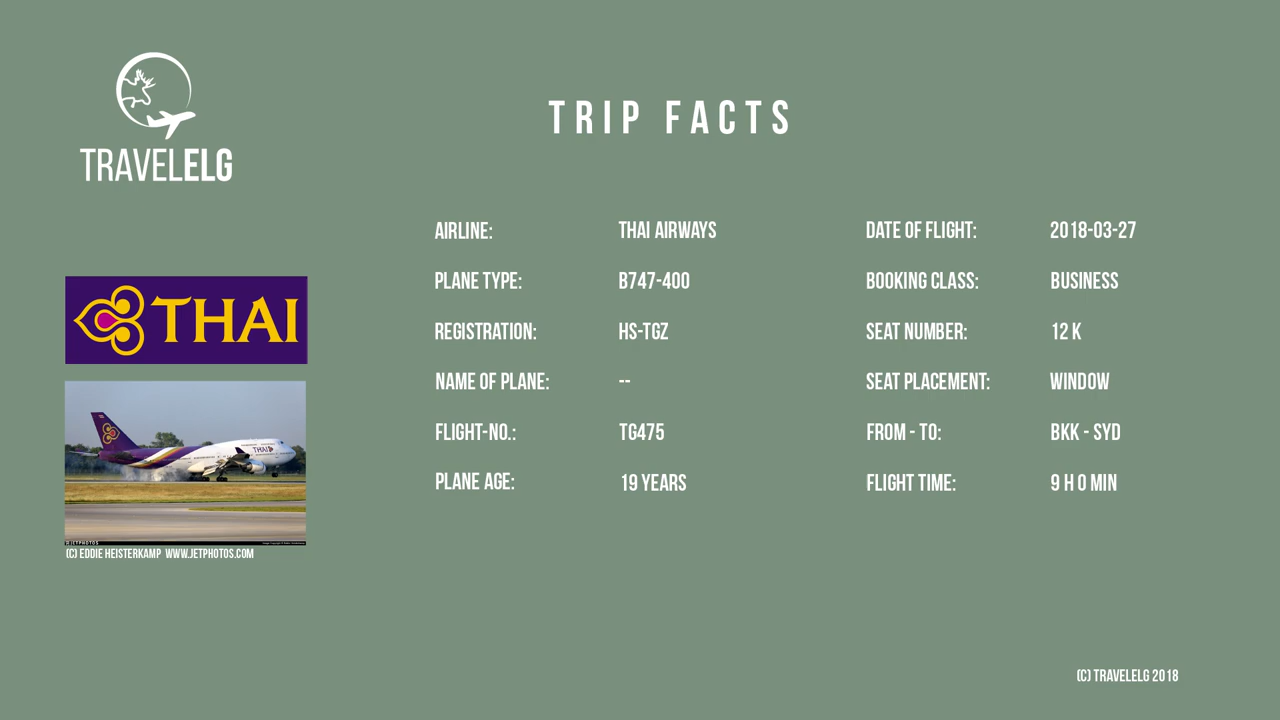 TRAVELELG
TRIP FACTS
AIRLINE: THAI AIRWAYS
PLANE TYPE: B747-400
REGISTRATION: HS-TGZ
NAME OF PLANE: --
FLIGHT-NO.: TG475
PLANE AGE: 19 YEARS
DATE OF FLIGHT: 2018-03-27
BOOKING CLASS: BUSINESS
SEAT NUMBER: 12 K
SEAT PLACEMENT: WINDOW
FROM - TO: BKK - SYD
FLIGHT TIME: 9 H 0 MIN
THAI
THAI
JETPHOTOS
(C) EDDIE HEISTERKAMP WWW.JETPHOTOS.COM
(C) TRAVELELG 2018